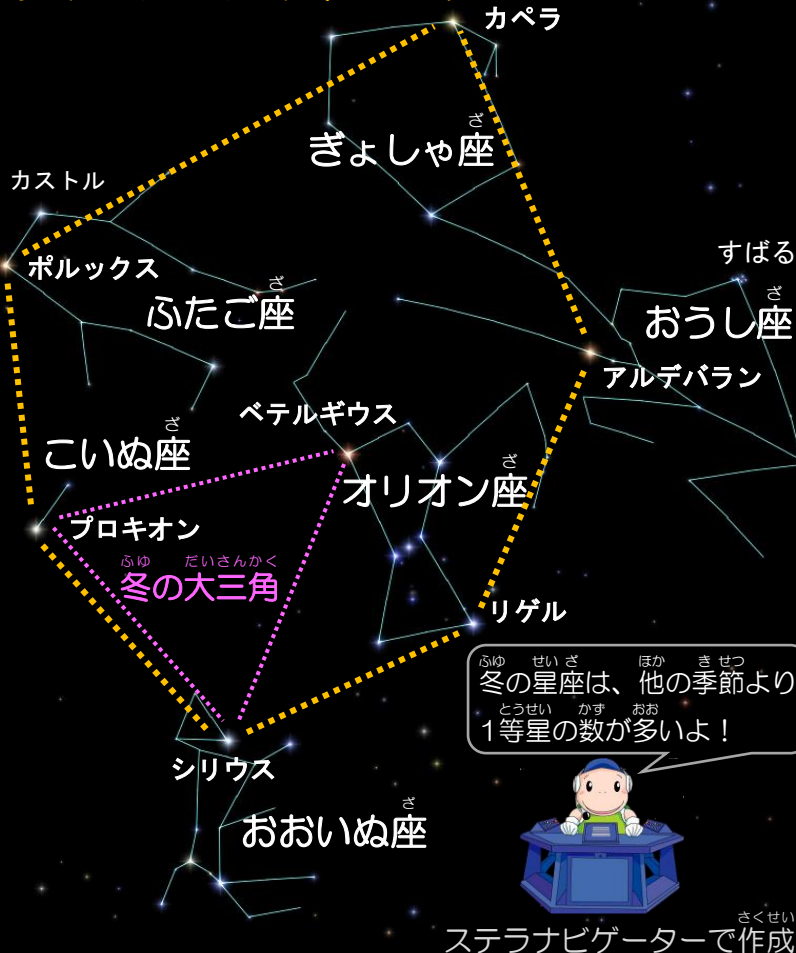 カペラ
ざ
ぎょしゃ座
カストル
すばる
ポルックス
ざ
ふたご座
ざ
おうし座
アルデバラン
ベテルギウス
ざ
こいぬ座
ざ
オリオン座
プロキオン
ふゆ だいさんかく
冬の大三角
リゲル
ふゆ せいざ ほか きせつ
冬の星座は、他の季節より
とうせい かず おお
1等星の数が多いよ！
シリウス
ざ
おおいぬ座
さくせい
ステラナビゲーターで作成